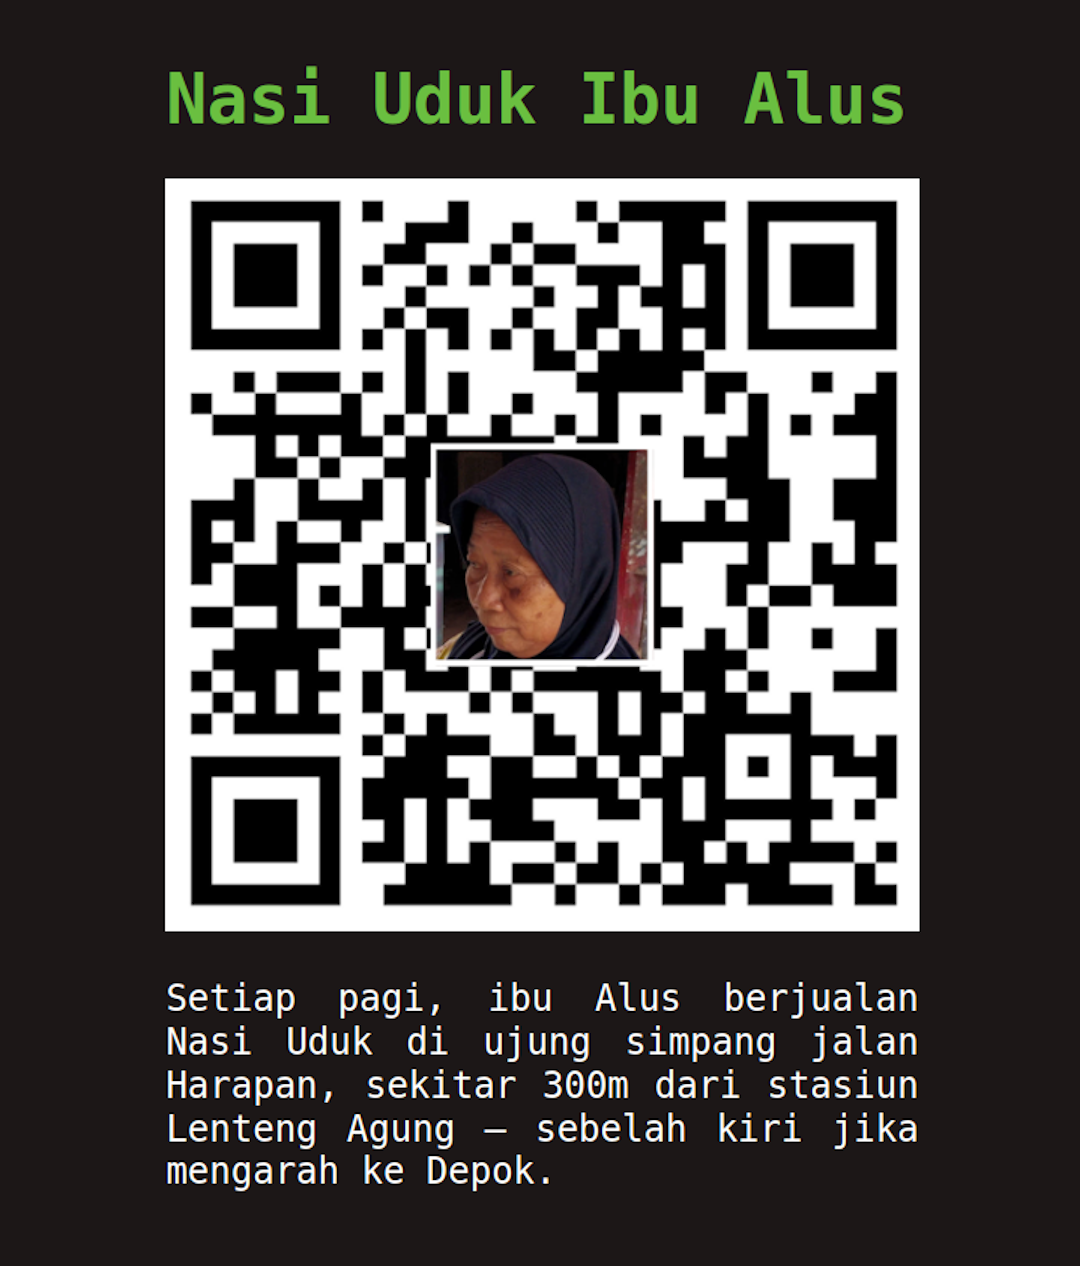 Nasi Uduk Ibu Alus
Setiap pagi, ibu Alus berjualan
Nasi Uduk di ujung simpang jalan
Harapan, sekitar 300m dari stasiun
Lenteng Agung — sebelah kiri jika
mengarah ke Depok.